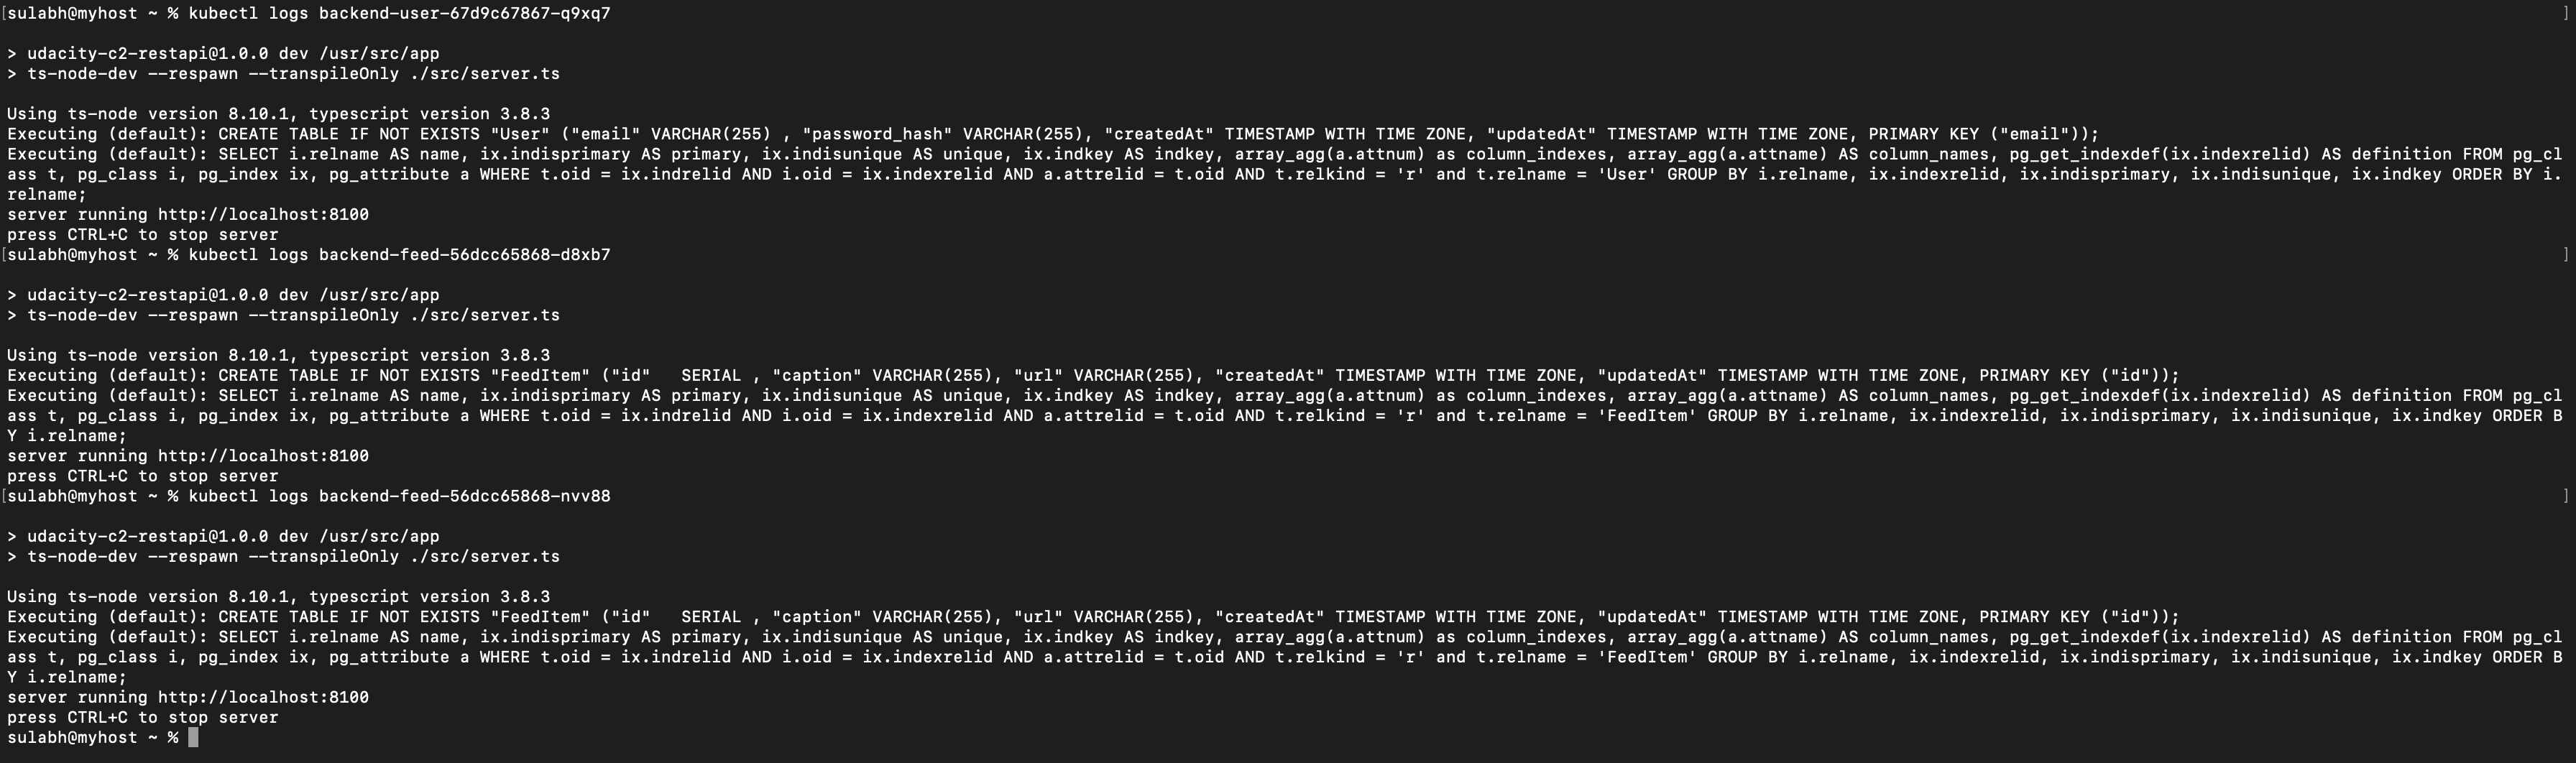 [sulabh@myhost ~ % kubectl logs backend-user-67d9c67867-q9xq7 ]
> udacity-c2-restapi@1.0.0 dev /usr/src/app
> ts-node-dev --respawn --transpileOnly ./src/server.ts
Using ts-node version 8.10.1, typescript version 3.8.3
Executing (default): CREATE TABLE IF NOT EXISTS "User" ("email" VARCHAR(255) , "password_hash" VARCHAR(255), "createdAt" TIMESTAMP WITH TIME ZONE, "updatedAt" TIMESTAMP WITH TIME ZONE, PRIMARY KEY ("email"));
Executing (default): SELECT i.relname AS name, ix.indisprimary AS primary, ix.indisunique AS unique, ix.indkey AS indkey, array_agg(a.attnum) as column_indexes, array_agg(a.attname) AS column_names, pg_get_indexdef(ix.indexrelid) AS definition FROM pg_cl
ass t, pg_class i, pg_index ix, pg_attribute a WHERE t.oid = ix.indrelid AND i.oid = ix.indexrelid AND a.attrelid = t.oid AND t.relkind = 'r' and t.relname = 'User' GROUP BY i.relname, ix.indexrelid, ix.indisprimary, ix.indisunique, ix.indkey ORDER BY i.
relname;
server running http://localhost:8100
press CTRL+C to stop server
[sulabh@myhost ~ % kubectl logs backend-feed-56dcc65868-d8xb7 ]
> udacity-c2-restapi@1.0.0 dev /usr/src/app
> ts-node-dev --respawn --transpileOnly ./src/server.ts
Using ts-node version 8.10.1, typescript version 3.8.3
Executing (default): CREATE TABLE IF NOT EXISTS "FeedItem" ("id"   SERIAL , "caption" VARCHAR(255), "url" VARCHAR(255), "createdAt" TIMESTAMP WITH TIME ZONE, "updatedAt" TIMESTAMP WITH TIME ZONE, PRIMARY KEY ("id"));
Executing (default): SELECT i.relname AS name, ix.indisprimary AS primary, ix.indisunique AS unique, ix.indkey AS indkey, array_agg(a.attnum) as column_indexes, array_agg(a.attname) AS column_names, pg_get_indexdef(ix.indexrelid) AS definition FROM pg_cl
ass t, pg_class i, pg_index ix, pg_attribute a WHERE t.oid = ix.indrelid AND i.oid = ix.indexrelid AND a.attrelid = t.oid AND t.relkind = 'r' and t.relname = 'FeedItem' GROUP BY i.relname, ix.indexrelid, ix.indisprimary, ix.indisunique, ix.indkey ORDER B
Y i.relname;
server running http://localhost:8100
press CTRL+C to stop server
[sulabh@myhost ~ % kubectl logs backend-feed-56dcc65868-nvv88 ]
> udacity-c2-restapi@1.0.0 dev /usr/src/app
> ts-node-dev --respawn --transpileOnly ./src/server.ts
Using ts-node version 8.10.1, typescript version 3.8.3
Executing (default): CREATE TABLE IF NOT EXISTS "FeedItem" ("id"   SERIAL , "caption" VARCHAR(255), "url" VARCHAR(255), "createdAt" TIMESTAMP WITH TIME ZONE, "updatedAt" TIMESTAMP WITH TIME ZONE, PRIMARY KEY ("id"));
Executing (default): SELECT i.relname AS name, ix.indisprimary AS primary, ix.indisunique AS unique, ix.indkey AS indkey, array_agg(a.attnum) as column_indexes, array_agg(a.attname) AS column_names, pg_get_indexdef(ix.indexrelid) AS definition FROM pg_cl
ass t, pg_class i, pg_index ix, pg_attribute a WHERE t.oid = ix.indrelid AND i.oid = ix.indexrelid AND a.attrelid = t.oid AND t.relkind = 'r' and t.relname = 'FeedItem' GROUP BY i.relname, ix.indexrelid, ix.indisprimary, ix.indisunique, ix.indkey ORDER B
Y i.relname;
server running http://localhost:8100
press CTRL+C to stop server
sulabh@myhost ~ %